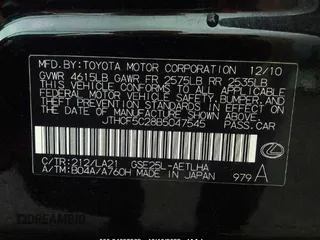 MFD.BY:TOYOTA MOTOR CORPORATION 12/10
GVWR 4615LB GAWR FR 2575LB RR 2535LB
THIS VEHICLE CONFORMS TO ALL APPLICABLE
FEDERAL MOTOR VEHICLE SAFETY, BUMPER, AND
THEFT PREVENTION STANDARDS IN EFFECT ON
THE DATE OF MANUFACTURE SHOWN ABOVE.
JTHCF5C28B5047545 PASS.CAR
C/TR:212/LA21 GSE25L-AETLHA
A/TM:B04A/A760H MADE IN JAPAN 979 A